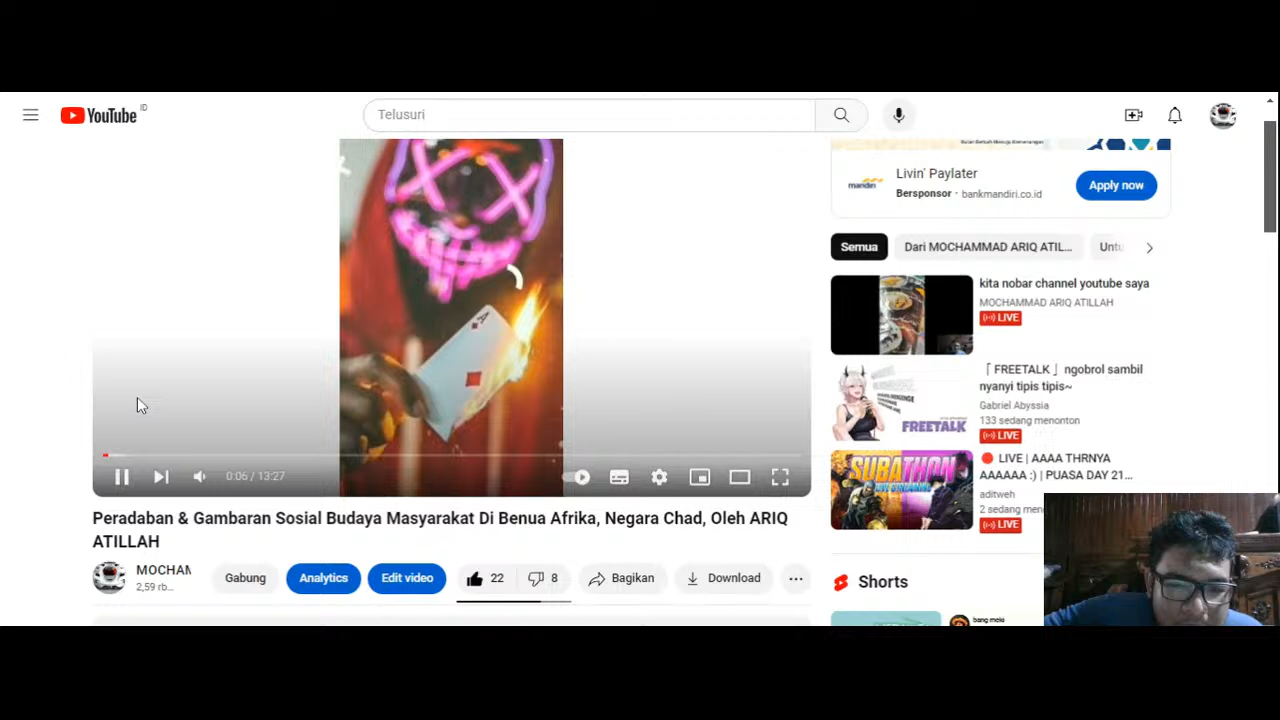 YouTube ID
Telusuri
Livin' Paylater
mandiri
Bersponsor · bankmandiri.co.id
Apply now
Semua
Dari MOCHAMMAD ARIQ ATIL...
Untu
kita nobar channel youtube saya
MOCHAMMAD ARIQ ATILLAH
LIVE
「 FREETALK 」 ngobrol sambil
nyanyi tipis tipis~
Gabriel Abyssia
133 sedang menonton
LIVE
FREETALK
🔴 LIVE | AAAA THRNYA
AAAAAA :) | PUASA DAY 21...
aditweh
2 sedang men
LIVE
SUBATHON
A
0:06 / 13:27
Peradaban & Gambaran Sosial Budaya Masyarakat Di Benua Afrika, Negara Chad, Oleh ARIQ
ATILLAH
MOCHAM
2,59 rb...
Gabung
Analytics
Edit video
22
8
Bagikan
Download
...
Shorts
bang melo